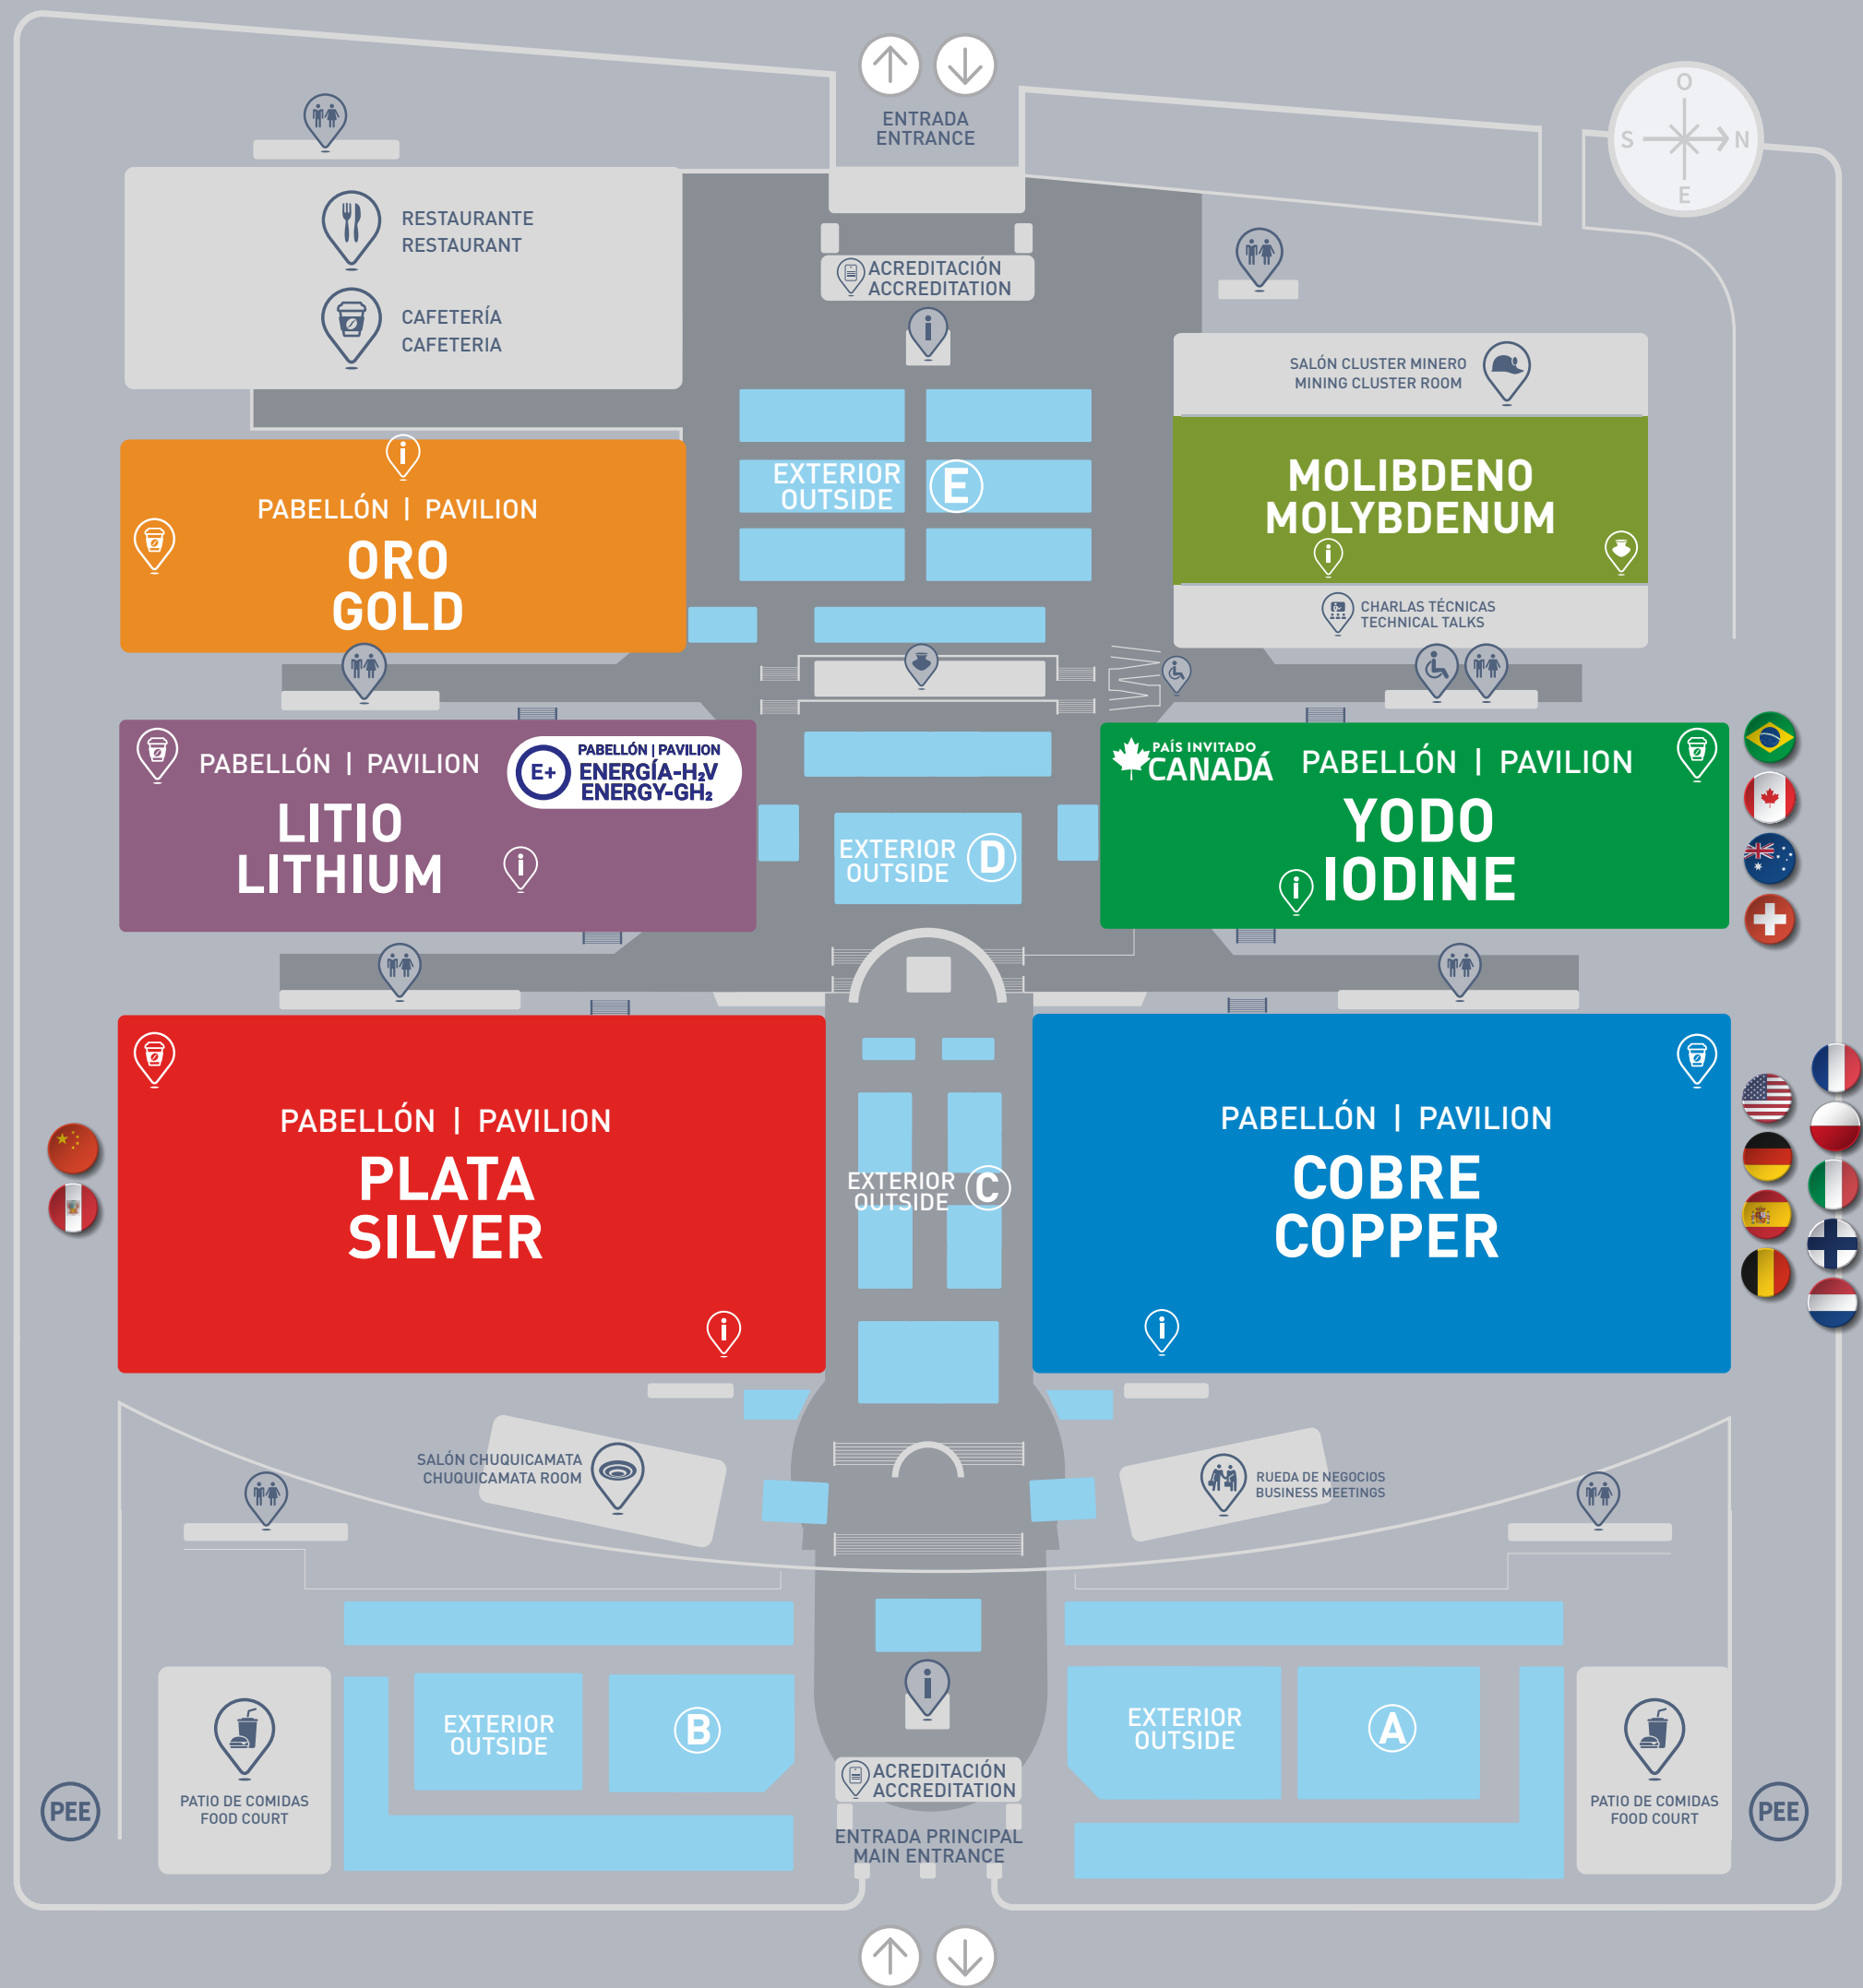 ENTRADA
ENTRANCE
O
S
N
E
RESTAURANTE
RESTAURANT
CAFETERÍA
CAFETERIA
ACREDITACIÓN
ACCREDITATION
i
SALÓN CLUSTER MINERO
MINING CLUSTER ROOM
EXTERIOR
OUTSIDE
E
i
PABELLÓN | PAVILION
ORO
GOLD
MOLIBDENO
MOLYBDENUM
i
CHARLAS TÉCNICAS
TECHNICAL TALKS
PABELLÓN | PAVILION
LITIO
LITHIUM
i
E+
PABELLÓN | PAVILION
ENERGÍA-H₂V
ENERGY-GH₂
EXTERIOR
OUTSIDE
D
PAÍS INVITADO
CANADÁ
PABELLÓN | PAVILION
YODO
IODINE
i
PABELLÓN | PAVILION
PLATA
SILVER
i
EXTERIOR
OUTSIDE
C
PABELLÓN | PAVILION
COBRE
COPPER
i
SALÓN CHUQUICAMATA
CHUQUICAMATA ROOM
RUEDA DE NEGOCIOS
BUSINESS MEETINGS
EXTERIOR
OUTSIDE
B
i
EXTERIOR
OUTSIDE
A
PATIO DE COMIDAS
FOOD COURT
PEE
ACREDITACIÓN
ACCREDITATION
ENTRADA PRINCIPAL
MAIN ENTRANCE
PATIO DE COMIDAS
FOOD COURT
PEE